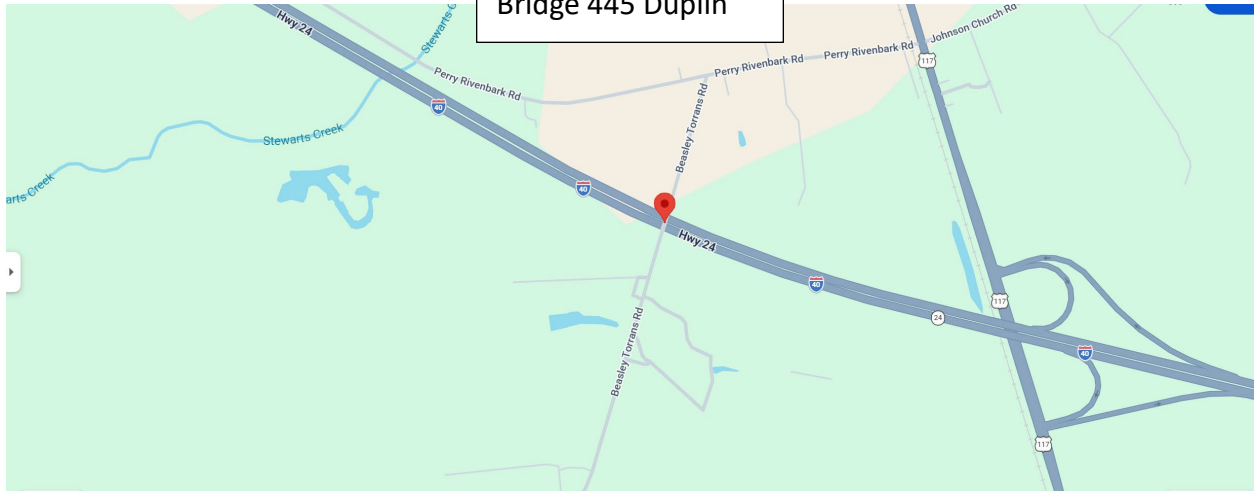 Bridge 445 Duplin
Hwy 24
Stewarts C
Johnson Church Rd
Perry Rivenbark Rd
Perry Rivenbark Rd
117
Perry Rivenbark Rd
40
Beasley Torrans Rd
Stewarts Creek
arts Creek
40
Hwy 24
40
117
24
40
Beasley Torrans Rd
117